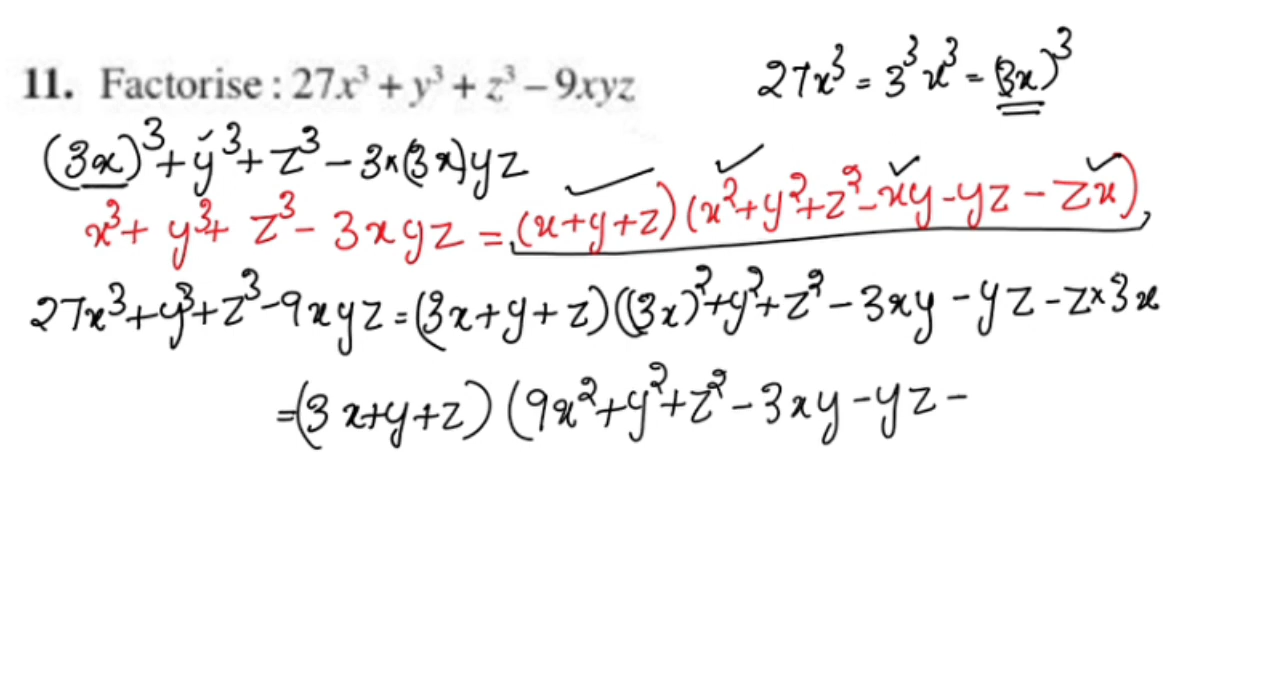 11. Factorise : 27x³ + y³ + z³ – 9xyz
27x³ = 3³x³ = (3x)³
(3x)³ + y³ + z³ – 3×(3x)yz
x³ + y³ + z³ – 3xyz = (x+y+z)(x²+y²+z²–xy–yz–zx),
27x³+y³+z³–9xyz=(3x+y+z)((3x)²+y²+z²–3xy–yz–z×3x
=(3x+y+z)(9x²+y²+z²–3xy–yz–